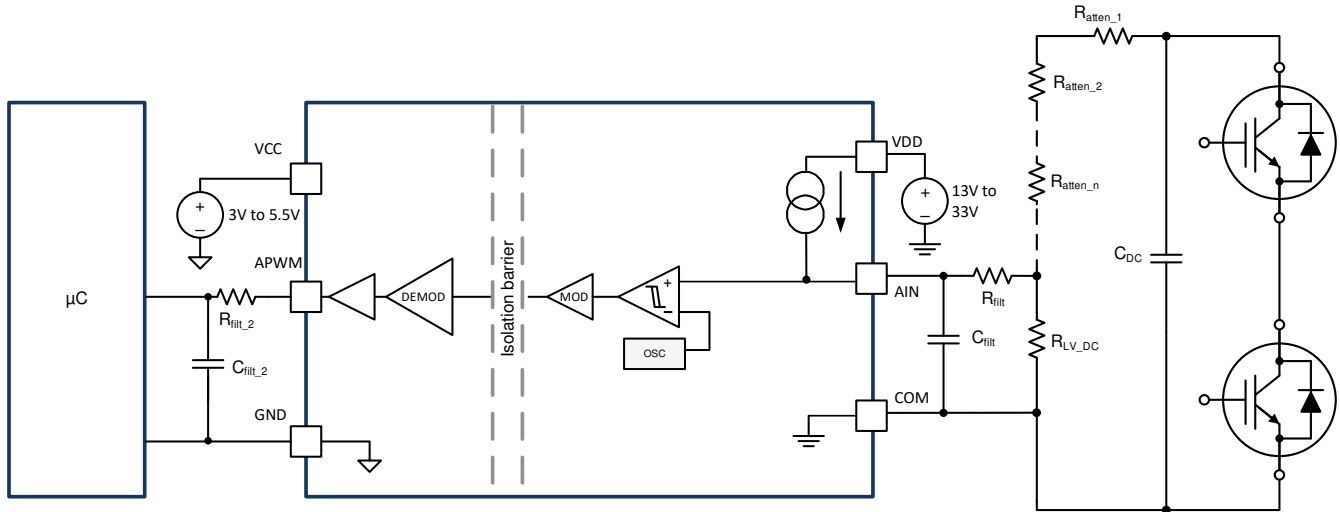 R_atten_1
R_atten_2
VCC
VDD
3V to 5.5V
+
−
+
−
13V to
33V
R_atten_n
Isolation barrier
C_DC
APWM
AIN
µC
DEMOD
MOD
+
−
R_filt
R_filt_2
OSC
C_filt
R_LV_DC
C_filt_2
COM
GND